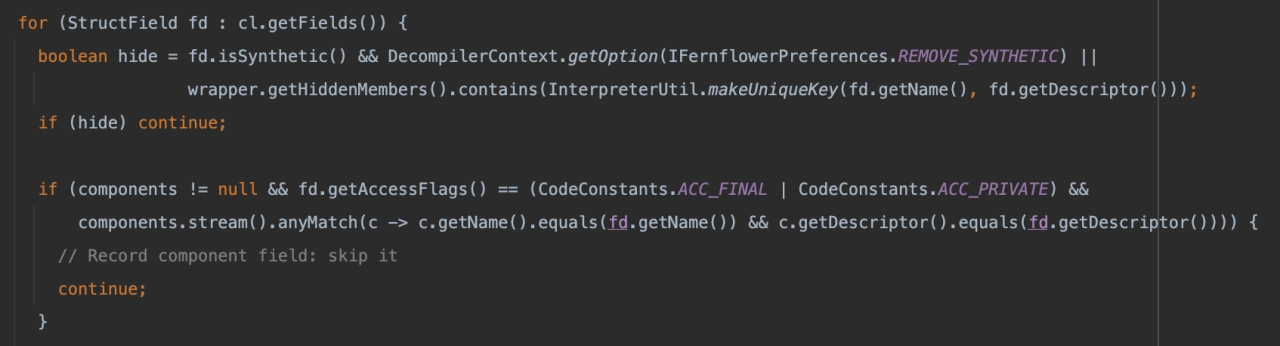 for (StructField fd : cl.getFields()) {
  boolean hide = fd.isSynthetic() && DecompilerContext.getOption(IFernflowerPreferences.REMOVE_SYNTHETIC) ||
                 wrapper.getHiddenMembers().contains(InterpreterUtil.makeUniqueKey(fd.getName(), fd.getDescriptor()));
  if (hide) continue;

  if (components != null && fd.getAccessFlags() == (CodeConstants.ACC_FINAL | CodeConstants.ACC_PRIVATE) &&
      components.stream().anyMatch(c -> c.getName().equals(fd.getName()) && c.getDescriptor().equals(fd.getDescriptor()))) {
    // Record component field: skip it
    continue;
  }